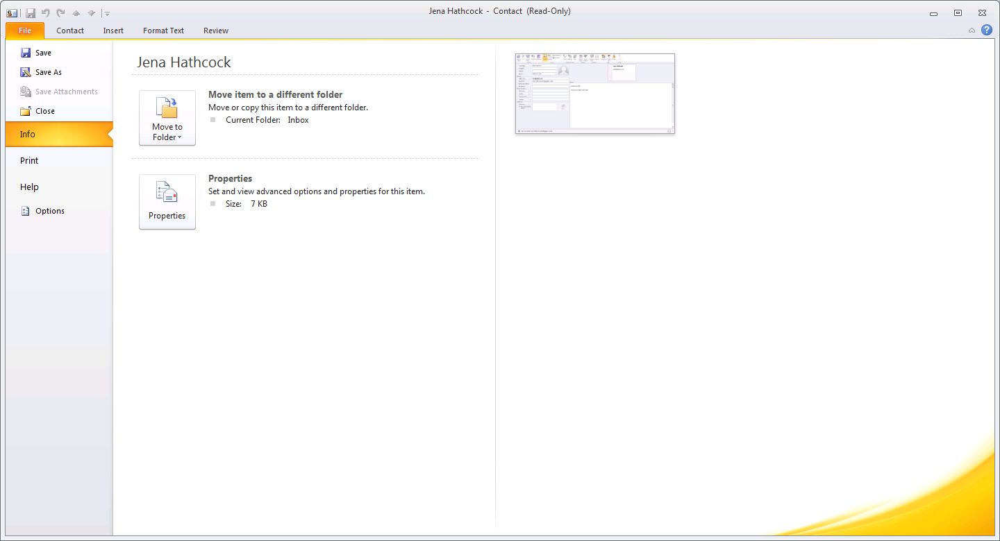 Jena Hathcock - Contact (Read-Only)
File Contact Insert Format Text Review
Save
Save As
Save Attachments
Close
Info
Print
Help
Options
Jena Hathcock
Move to
Folder
Move item to a different folder
Move or copy this item to a different folder.
Current Folder: Inbox
Properties
Properties
Set and view advanced options and properties for this item.
Size: 7 KB